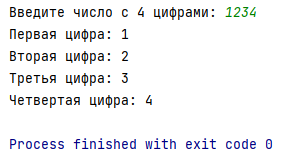 Введите число с 4 цифрами: 1234
Первая цифра: 1
Вторая цифра: 2
Третья цифра: 3
Четвертая цифра: 4
Process finished with exit code 0